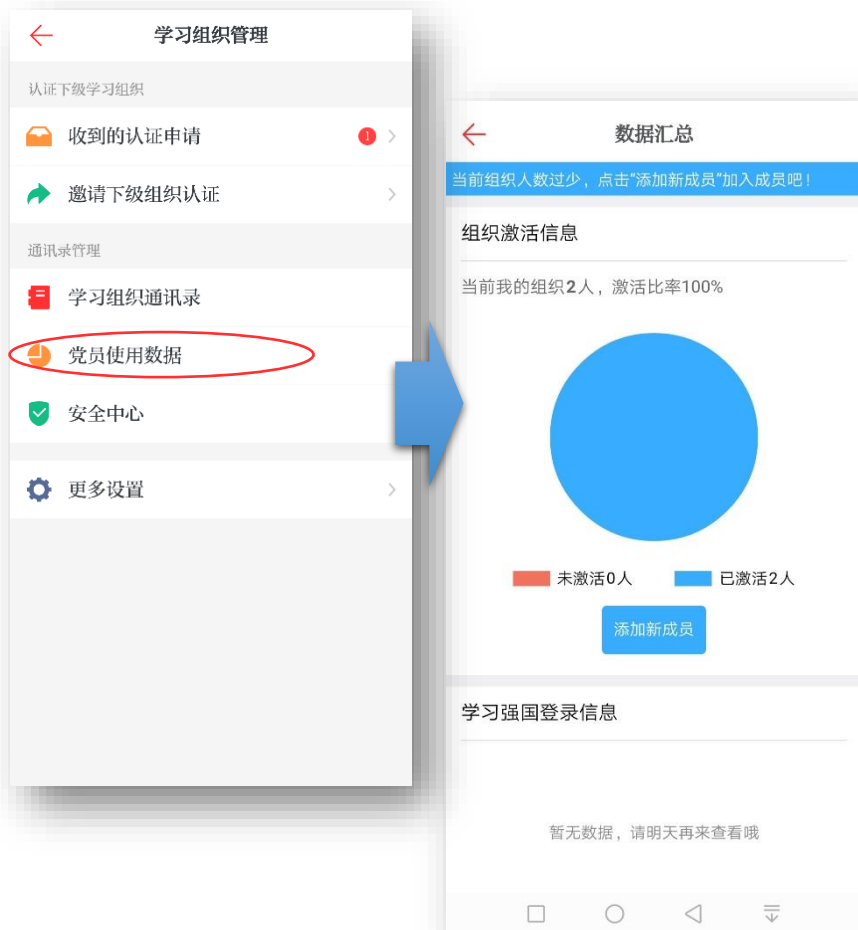 学习组织管理
认证下级学习组织
收到的认证申请
1
邀请下级组织认证
通讯录管理
学习组织通讯录
党员使用数据
安全中心
更多设置
数据汇总
当前组织人数过少，点击"添加新成员"加入成员吧！
组织激活信息
当前我的组织2人，激活比率100%
未激活0人 已激活2人
添加新成员
学习强国登录信息
暂无数据，请明天再来查看哦